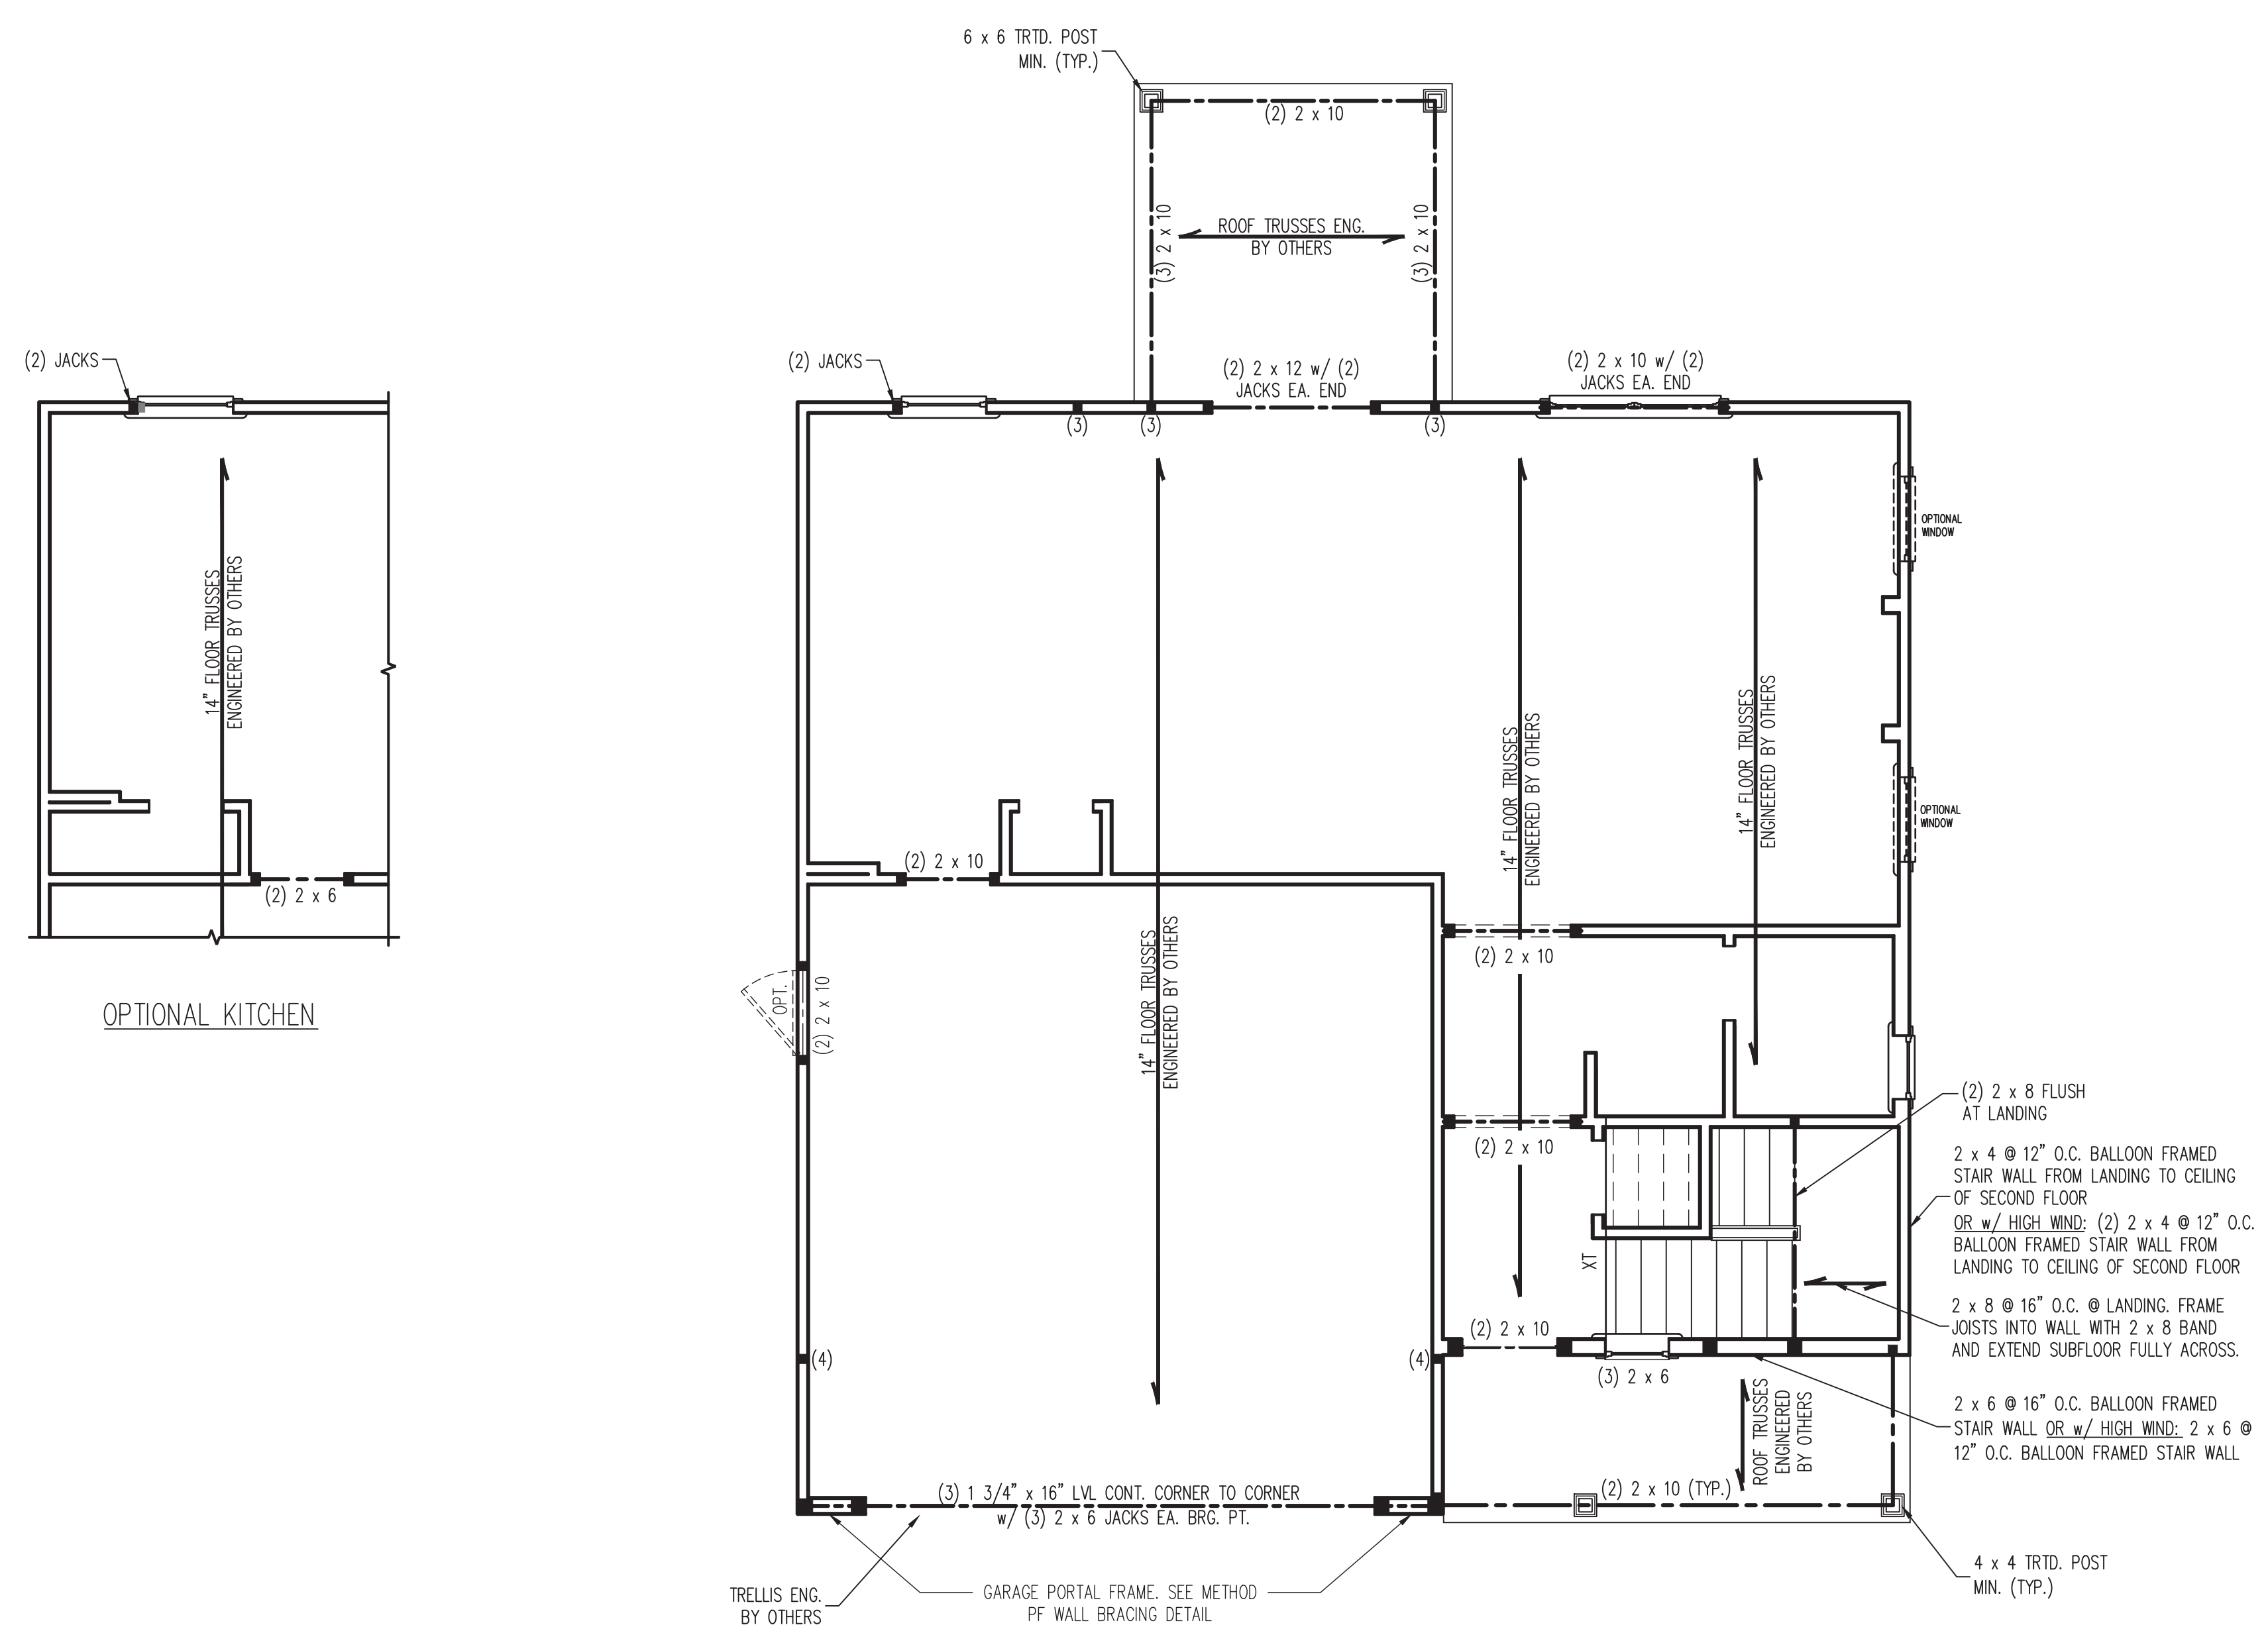 6 x 6 TRTD. POST
MIN. (TYP.)
(2) 2 x 10
(3) 2 x 10
ROOF TRUSSES ENG.
BY OTHERS
(3) 2 x 10
(2) JACKS
(2) JACKS
(2) 2 x 12 w/ (2)
JACKS EA. END
(2) 2 x 10 w/ (2)
JACKS EA. END
(3)
(3)
(3)
OPTIONAL
WINDOW
14" FLOOR TRUSSES
ENGINEERED BY OTHERS
14" FLOOR TRUSSES
ENGINEERED BY OTHERS
14" FLOOR TRUSSES
ENGINEERED BY OTHERS
OPTIONAL
WINDOW
(2) 2 x 10
(2) 2 x 6
14" FLOOR TRUSSES
ENGINEERED BY OTHERS
(2) 2 x 10
OPT.
(2) 2 x 10
OPTIONAL KITCHEN
(2) 2 x 8 FLUSH
AT LANDING
(2) 2 x 10
2 x 4 @ 12" O.C. BALLOON FRAMED
STAIR WALL FROM LANDING TO CEILING
OF SECOND FLOOR
OR w/ HIGH WIND: (2) 2 x 4 @ 12" O.C.
BALLOON FRAMED STAIR WALL FROM
LANDING TO CEILING OF SECOND FLOOR
XT
2 x 8 @ 16" O.C. @ LANDING. FRAME
JOISTS INTO WALL WITH 2 x 8 BAND
AND EXTEND SUBFLOOR FULLY ACROSS.
(2) 2 x 10
(4)
(4)
(3) 2 x 6
2 x 6 @ 16" O.C. BALLOON FRAMED
STAIR WALL OR w/ HIGH WIND: 2 x 6 @
12" O.C. BALLOON FRAMED STAIR WALL
ROOF TRUSSES
ENGINEERED
BY OTHERS
(3) 1 3/4" x 16" LVL CONT. CORNER TO CORNER
w/ (3) 2 x 6 JACKS EA. BRG. PT.
(2) 2 x 10 (TYP.)
4 x 4 TRTD. POST
MIN. (TYP.)
TRELLIS ENG.
BY OTHERS
GARAGE PORTAL FRAME. SEE METHOD
PF WALL BRACING DETAIL